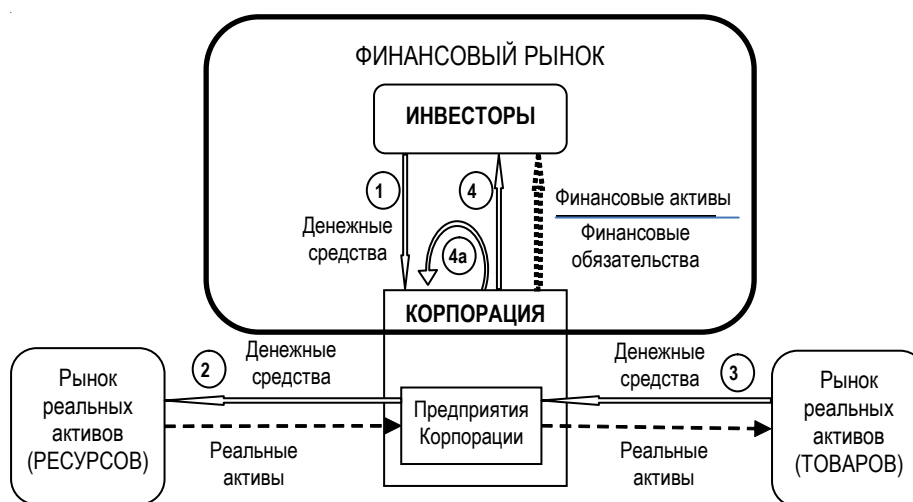 ФИНАНСОВЫЙ РЫНОК
ИНВЕСТОРЫ
1
4
Денежные
средства
4а
Финансовые активы
Финансовые
обязательства
КОРПОРАЦИЯ
2
Денежные
средства
Денежные
средства
3
Рынок
реальных
активов
(РЕСУРСОВ)
Предприятия
Корпорации
Рынок
реальных
активов
(ТОВАРОВ)
Реальные
активы
Реальные
активы